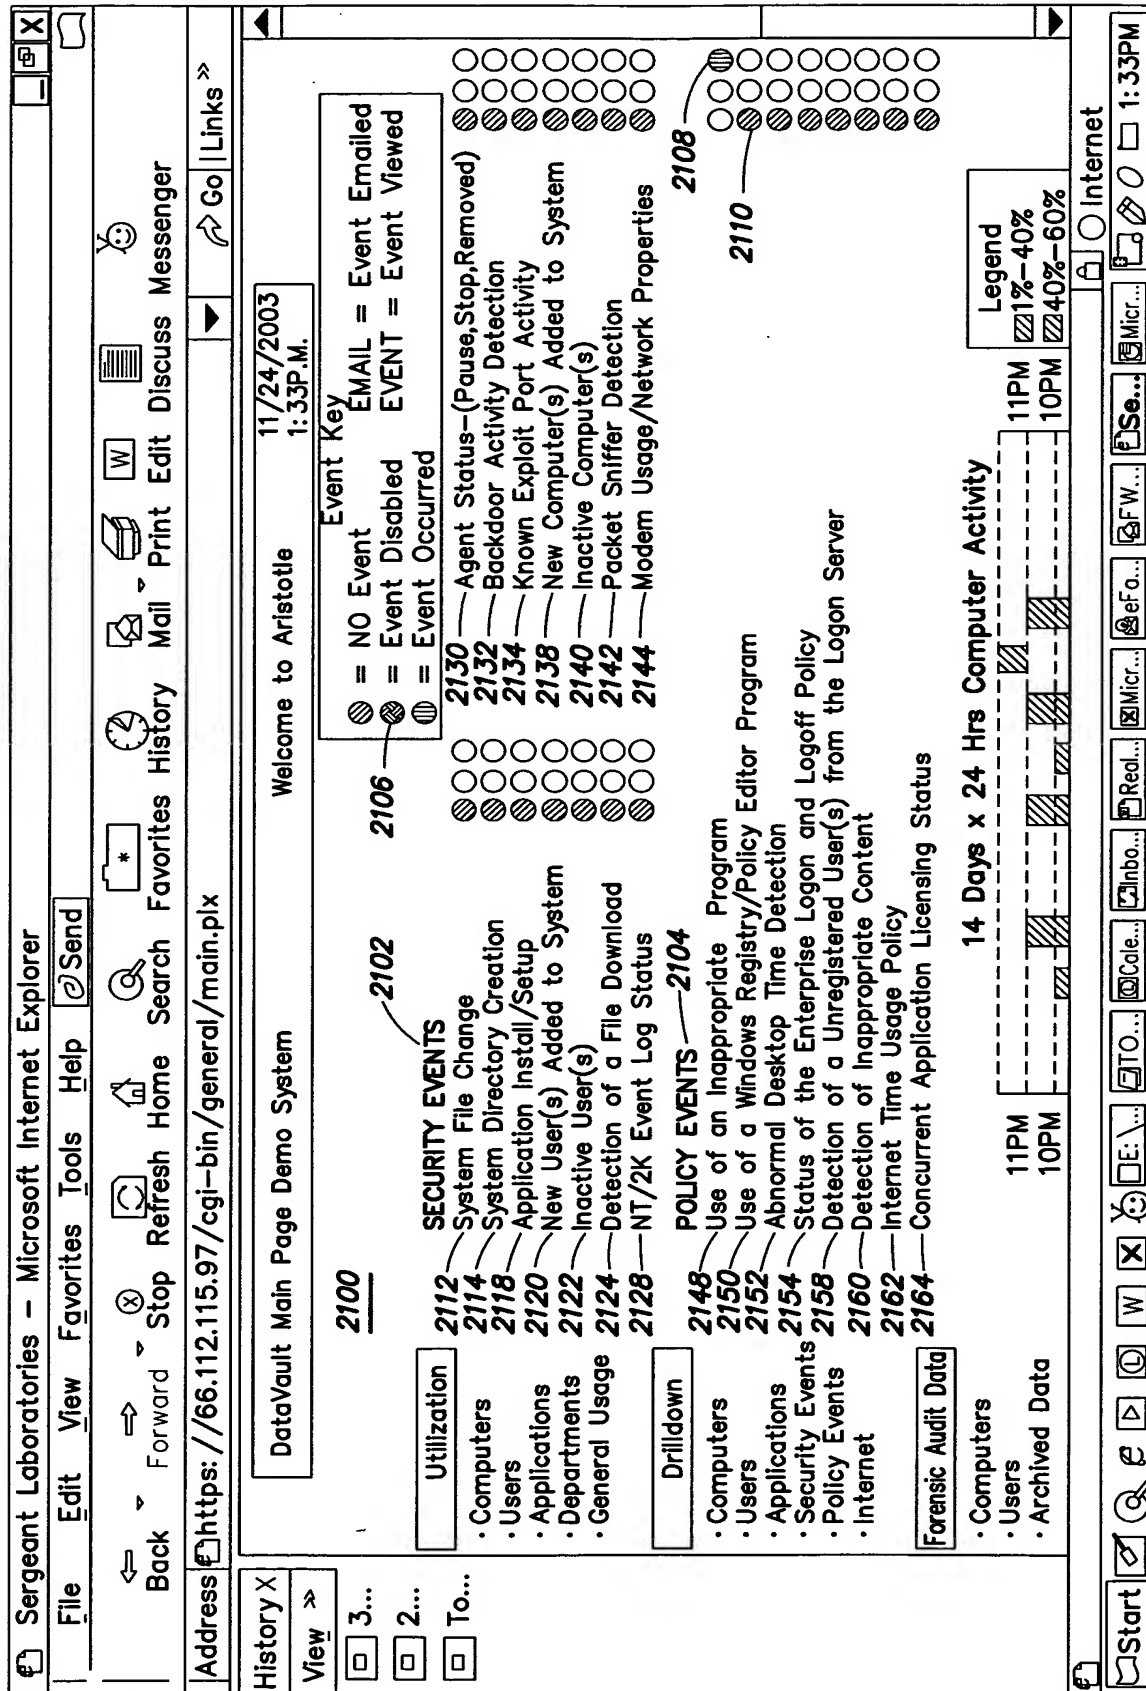 Sergeant Laboratories – Microsoft Internet Explorer
File Edit View Favorites Tools Help Send
Back Forward Stop Refresh Home Search Favorites History Mail Print Edit Discuss Messenger
Address https: //66.112.115.97/cgi-bin/general/main.plx Go Links »
History X
View »
3...
2...
To...
DataVault Main Page Demo System Welcome to Aristotle 11/24/2003
1:33P.M.
2100
Event Key
= NO Event EMAIL = Event Emailed
= Event Disabled EVENT = Event Viewed
= Event Occurred
2106
2102
SECURITY EVENTS
2112 System File Change
2114 System Directory Creation
2118 Application Install/Setup
2120 New User(s) Added to System
2122 Inactive User(s)
2124 Detection of a File Download
2128 NT/2K Event Log Status
2130 Agent Status-(Pause,Stop,Removed)
2132 Backdoor Activity Detection
2134 Known Exploit Port Activity
2138 New Computer(s) Added to System
2140 Inactive Computer(s)
2142 Packet Sniffer Detection
2144 Modem Usage/Network Properties
2108
2110
POLICY EVENTS 2104
2148 Use of an Inappropriate Program
2150 Use of a Windows Registry/Policy Editor Program
2152 Abnormal Desktop Time Detection
2154 Status of the Enterprise Logon and Logoff Policy
2158 Detection of a Unregistered User(s) from the Logon Server
2160 Detection of Inappropriate Content
2162 Internet Time Usage Policy
2164 Concurrent Application Licensing Status
Utilization
· Computers
· Users
· Applications
· Departments
· General Usage
Drilldown
· Computers
· Users
· Applications
· Security Events
· Policy Events
· Internet
Forensic Audit Data
· Computers
· Users
· Archived Data
14 Days x 24 Hrs Computer Activity
11PM 11PM
10PM 10PM
Legend
1%-40%
40%-60%
Internet
Start e L W X E:\... TO... Cale... Inbo... Real... Micr... eFo... FW... Se... Micr... 1:33PM